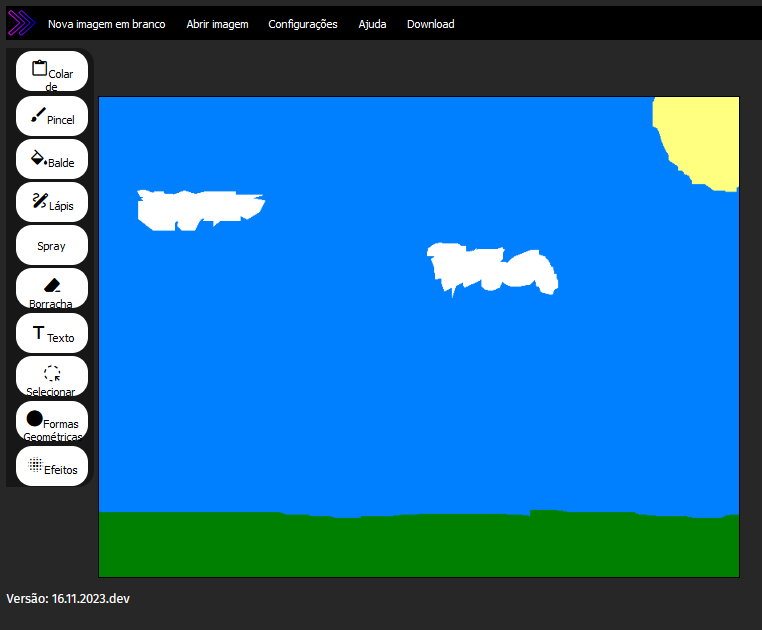 Nova imagem em branco Abrir imagem Configurações Ajuda Download
Colar
de
Pincel
Balde
Lápis
Spray
Borracha
Texto
Selecionar
Formas
Geométricas
Efeitos
Versão: 16.11.2023.dev